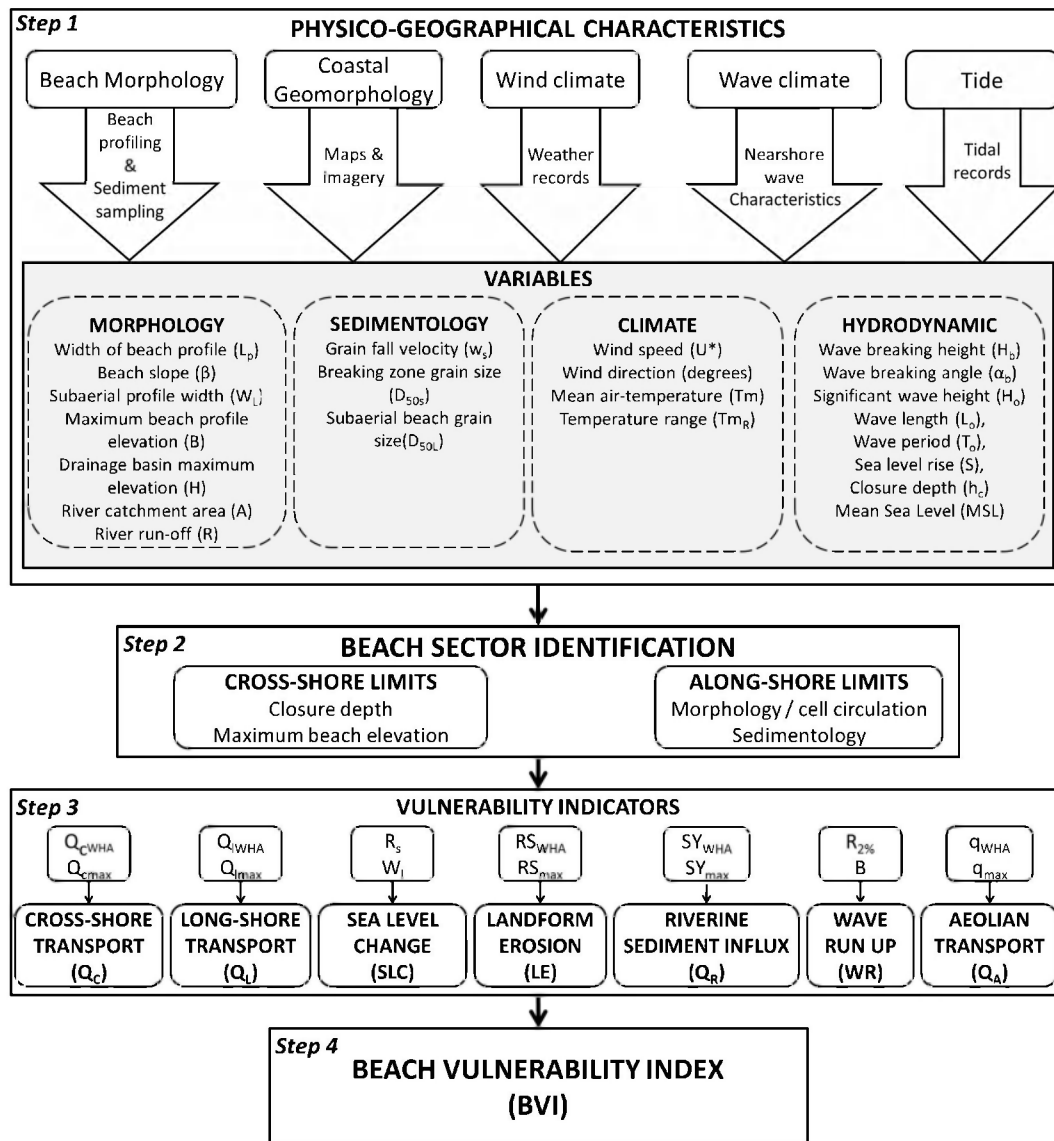 Step 1
PHYSICO-GEOGRAPHICAL CHARACTERISTICS
Beach Morphology
Coastal
Geomorphology
Wind climate
Wave climate
Tide
Beach
profiling
&
Sediment
sampling
Maps &
imagery
Weather
records
Nearshore
wave
Characteristics
Tidal
records
VARIABLES
MORPHOLOGY
Width of beach profile (Lp)
Beach slope (β)
Subaerial profile width (WL)
Maximum beach profile
elevation (B)
Drainage basin maximum
elevation (H)
River catchment area (A)
River run-off (R)
SEDIMENTOLOGY
Grain fall velocity (ws)
Breaking zone grain size
(D50s)
Subaerial beach grain
size(D50L)
CLIMATE
Wind speed (U*)
Wind direction (degrees)
Mean air-temperature (Tm)
Temperature range (TmR)
HYDRODYNAMIC
Wave breaking height (Hb)
Wave breaking angle (αb)
Significant wave height (Ho)
Wave length (Lo),
Wave period (To),
Sea level rise (S),
Closure depth (hc)
Mean Sea Level (MSL)
Step 2
BEACH SECTOR IDENTIFICATION
CROSS-SHORE LIMITS
Closure depth
Maximum beach elevation
ALONG-SHORE LIMITS
Morphology / cell circulation
Sedimentology
Step 3
VULNERABILITY INDICATORS
QCWHA
Qcmax
CROSS-SHORE
TRANSPORT
(QC)
QlWHA
Qlmax
LONG-SHORE
TRANSPORT
(QL)
Rs
Wl
SEA LEVEL
CHANGE
(SLC)
RSWHA
RSmax
LANDFORM
EROSION
(LE)
SYWHA
SYmax
RIVERINE
SEDIMENT INFLUX
(QR)
R2%
B
WAVE
RUN UP
(WR)
qWHA
qmax
AEOLIAN
TRANSPORT
(QA)
Step 4
BEACH VULNERABILITY INDEX
(BVI)